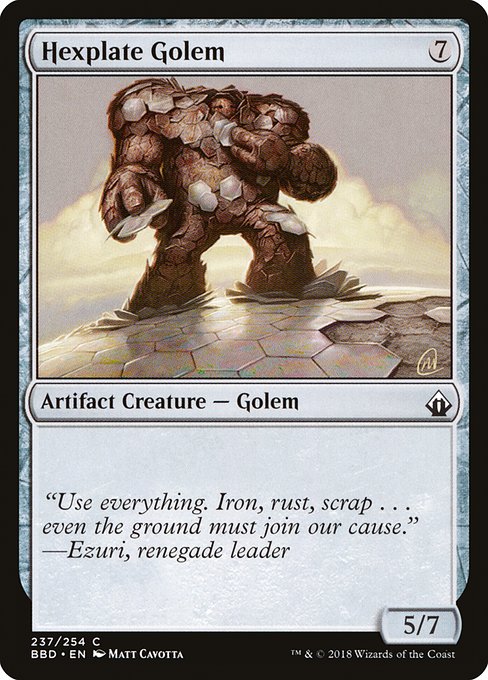 Hexplate Golem 7
Artifact Creature — Golem
“Use everything. Iron, rust, scrap . . .
even the ground must join our cause.”
—Ezuri, renegade leader
5/7
237/254 C
BBD • EN Matt Cavotta
™ & © 2018 Wizards of the Coast